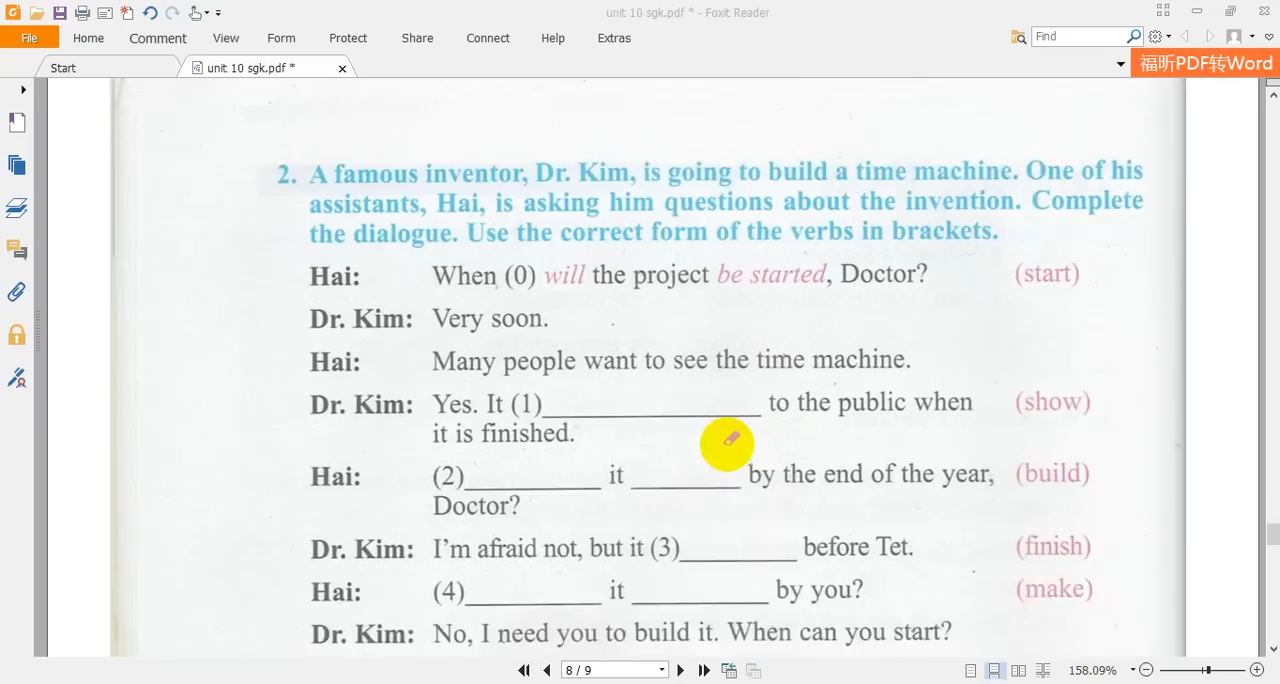 unit 10 sgk.pdf * - Foxit Reader
File Home Comment View Form Protect Share Connect Help Extras Find
Start unit 10 sgk.pdf * 福昕PDF转Word
2. A famous inventor, Dr. Kim, is going to build a time machine. One of his
assistants, Hai, is asking him questions about the invention. Complete
the dialogue. Use the correct form of the verbs in brackets.
Hai: When (0) will the project be started, Doctor? (start)
Dr. Kim: Very soon.
Hai: Many people want to see the time machine.
Dr. Kim: Yes. It (1)____________________ to the public when (show)
it is finished.
Hai: (2)____________ it __________ by the end of the year, (build)
Doctor?
Dr. Kim: I'm afraid not, but it (3)___________ before Tet. (finish)
Hai: (4)____________ it ____________ by you? (make)
Dr. Kim: No, I need you to build it. When can you start?
8 / 9 158.09%